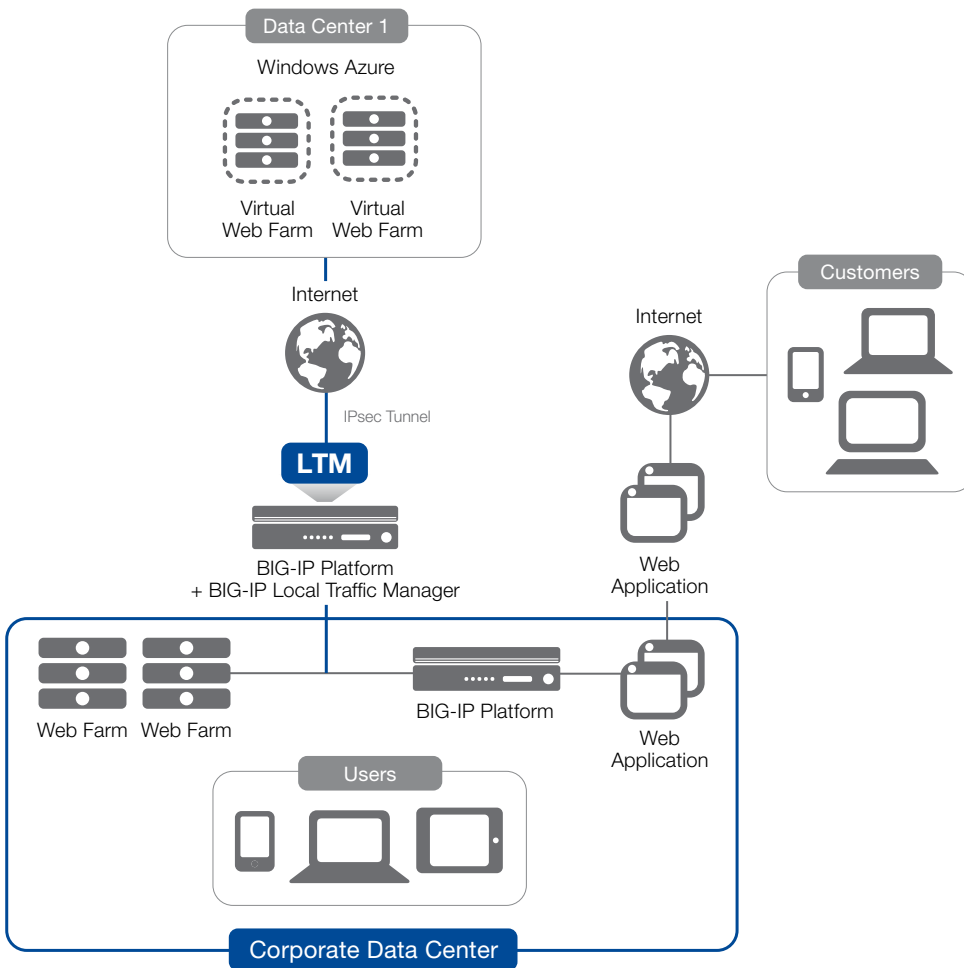 Data Center 1
Windows Azure
Virtual
Web Farm
Virtual
Web Farm
Internet
IPsec Tunnel
LTM
BIG-IP Platform
+ BIG-IP Local Traffic Manager
Customers
Internet
Web
Application
Web Farm
Web Farm
BIG-IP Platform
Web
Application
Users
Corporate Data Center